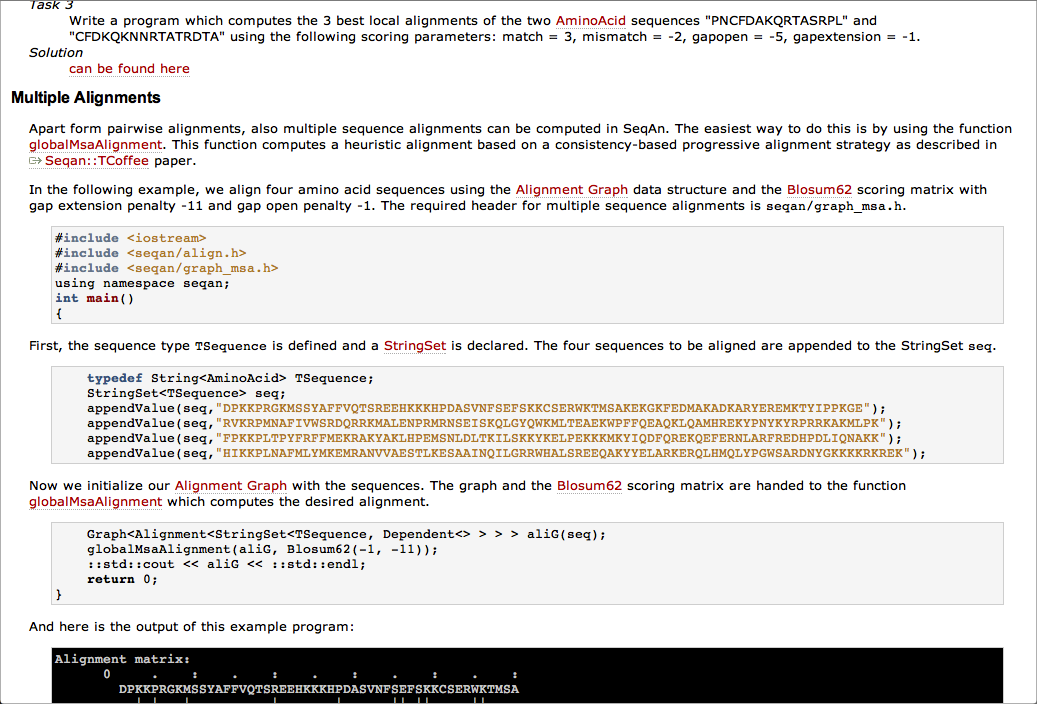 Task 3
Write a program which computes the 3 best local alignments of the two AminoAcid sequences "PNCFDAKQRTASRPL" and
"CFDKQKNNRTATRDTA" using the following scoring parameters: match = 3, mismatch = -2, gapopen = -5, gapextension = -1.
Solution
can be found here
Multiple Alignments
Apart form pairwise alignments, also multiple sequence alignments can be computed in SeqAn. The easiest way to do this is by using the function
globalMsaAlignment. This function computes a heuristic alignment based on a consistency-based progressive alignment strategy as described in
Seqan::TCoffee paper.
In the following example, we align four amino acid sequences using the Alignment Graph data structure and the Blosum62 scoring matrix with
gap extension penalty -11 and gap open penalty -1. The required header for multiple sequence alignments is seqan/graph_msa.h.
#include <iostream>
#include <seqan/align.h>
#include <seqan/graph_msa.h>
using namespace seqan;
int main()
{
First, the sequence type TSequence is defined and a StringSet is declared. The four sequences to be aligned are appended to the StringSet seq.
typedef String<AminoAcid> TSequence;
StringSet<TSequence> seq;
appendValue(seq,"DPKKPRGKMSSYAFFVQTSREEHKKKHPDASVNFSEFSKKCSERWKTMSAKEKGKFEDMAKADKARYEREMKTYIPPKGE");
appendValue(seq,"RVKRPMNAFIVWSRDQRRKMALENPRMRNSEISKQLGYQWKMLTEAEKWPFFQEAQKLQAMHREKYPNYKYRPRRKAKMLPK");
appendValue(seq,"FPKKPLTPYFRFFMEKRAKYAKLHPEMSNLDLTKILSKKYKELPEKKKMKYIQDFQREKQEFERNLARFREDHPDLIQNAKK");
appendValue(seq,"HIKKPLNAFMLYMKEMRANVVAESTLKESAAINQILGRRWHALSREEQAKYYELARKERQLHMQLYPGWSARDNYGKKKKRKREK");
Now we initialize our Alignment Graph with the sequences. The graph and the Blosum62 scoring matrix are handed to the function
globalMsaAlignment which computes the desired alignment.
Graph<Alignment<StringSet<TSequence, Dependent<> > > > aliG(seq);
globalMsaAlignment(aliG, Blosum62(-1, -11));
::std::cout << aliG << ::std::endl;
return 0;
}
And here is the output of this example program:
Alignment matrix:
0 . : . : . : . : . :
DPKKPRGKMSSYAFFVQTSREEHKKKHPDASVNFSEFSKKCSERWKTMSA